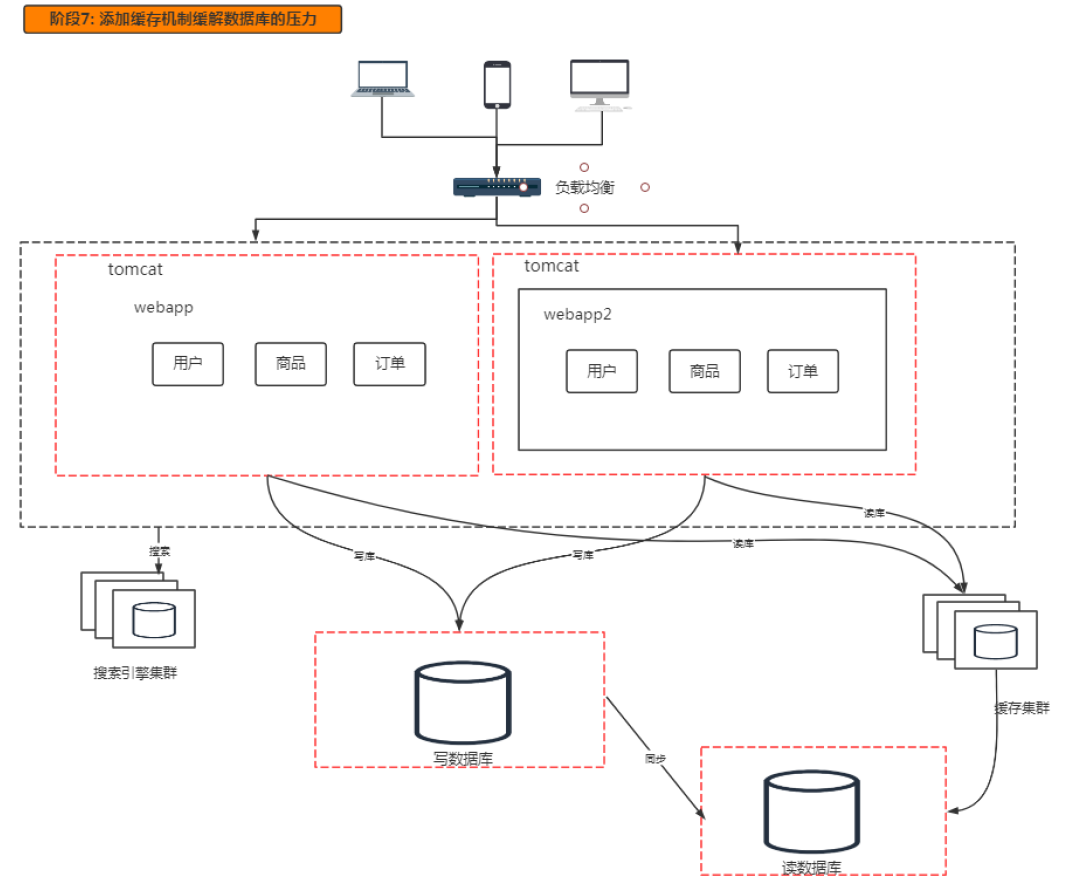 阶段7: 添加缓存机制缓解数据库的压力
负载均衡
tomcat
webapp
用户
商品
订单
tomcat
webapp2
用户
商品
订单
搜索
写库
写库
读库
读库
搜索引擎集群
缓存集群
写数据库
同步
读数据库